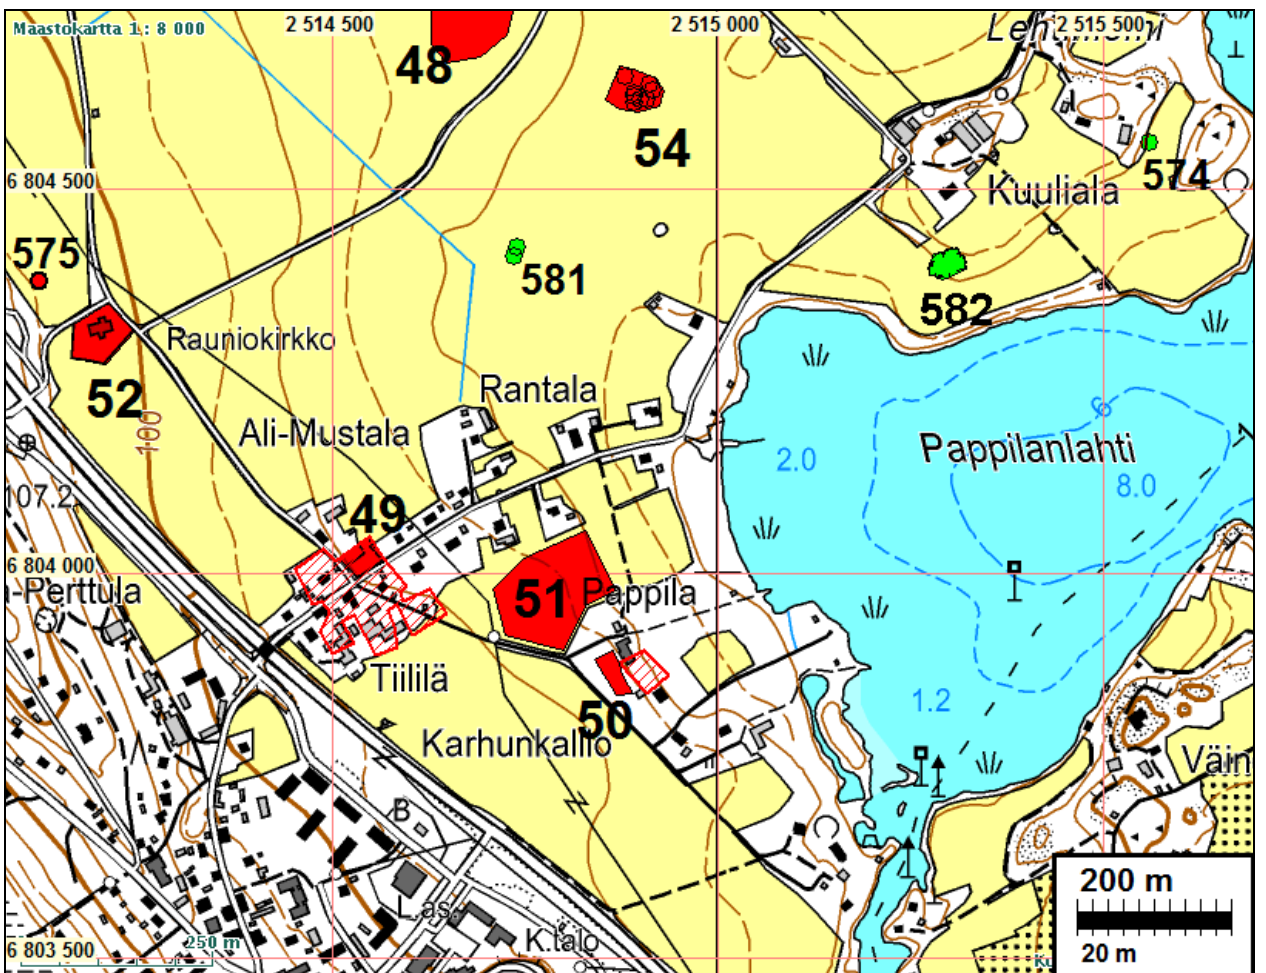 Maastokartta 1 : 8 000
2 514 500
2 515 000
2 515 500
48
54
574
6 804 500
Kuuliala
575
581
582
Rauniokirkko
52
Rantala
100
Ali-Mustala
Pappilanlahti
2.0
8.0
107.2
49
6 804 000
51
Pappila
a-Perttula
Tiililä
1.2
50
Karhunkallio
Väin
B
L.as.
K.talo
200 m
20 m
6 803 500
250 m